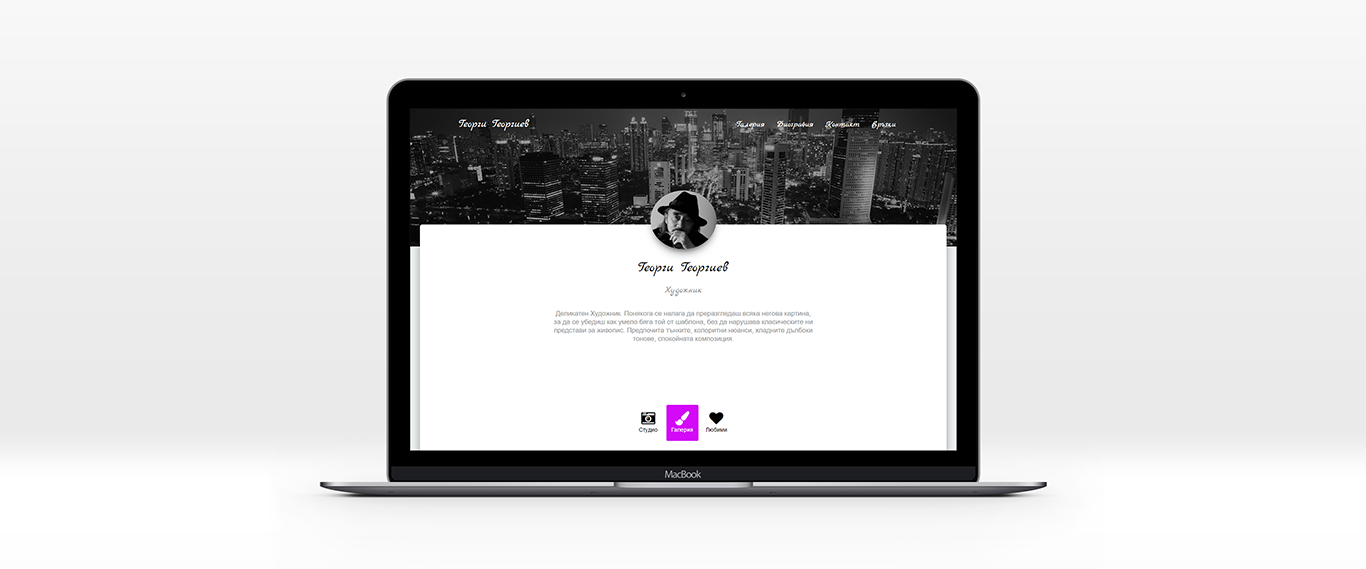 Георги Георгиев
Галерия Биография Контакт Връзки
Георги Георгиев
Художник
Деликатен Художник. Понякога се налага да преразгледаш всяка негова картина,
за да се убедиш как умело бяга той от шаблона, без да нарушава класическите ни
представи за живопис. Предпочита тънките, колоритни нюанси, хладните дълбоки
тонове, спокойната композиция.
Студио Галерия Любими
MacBook